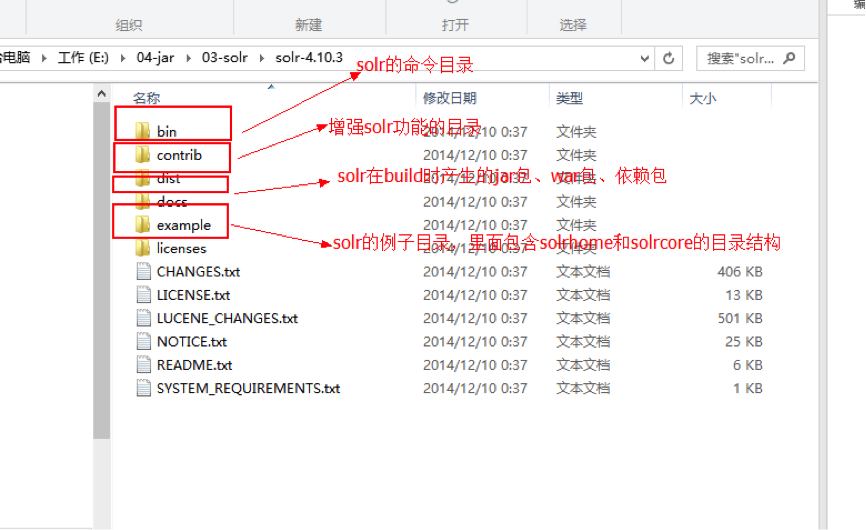 组织 新建 打开 选择
电脑 工作 (E:) 04-jar 03-solr solr-4.10.3 搜索"solr...
solr的命令目录
名称 修改日期 类型 大小
bin 2014/12/10 0:37 文件夹
增强solr功能的目录
contrib 2014/12/10 0:37 文件夹
dist 2014/12/10 0:37 文件夹
solr在build时产生的jar包、war包、依赖包
docs 2014/12/10 0:37 文件夹
example 2014/12/10 0:37 文件夹
solr的例子目录，里面包含solrhome和solrcore的目录结构
licenses 2014/12/10 0:37 文件夹
CHANGES.txt 2014/12/10 0:37 文本文档 406 KB
LICENSE.txt 2014/12/10 0:37 文本文档 13 KB
LUCENE_CHANGES.txt 2014/12/10 0:37 文本文档 501 KB
NOTICE.txt 2014/12/10 0:37 文本文档 25 KB
README.txt 2014/12/10 0:37 文本文档 6 KB
SYSTEM_REQUIREMENTS.txt 2014/12/10 0:37 文本文档 1 KB